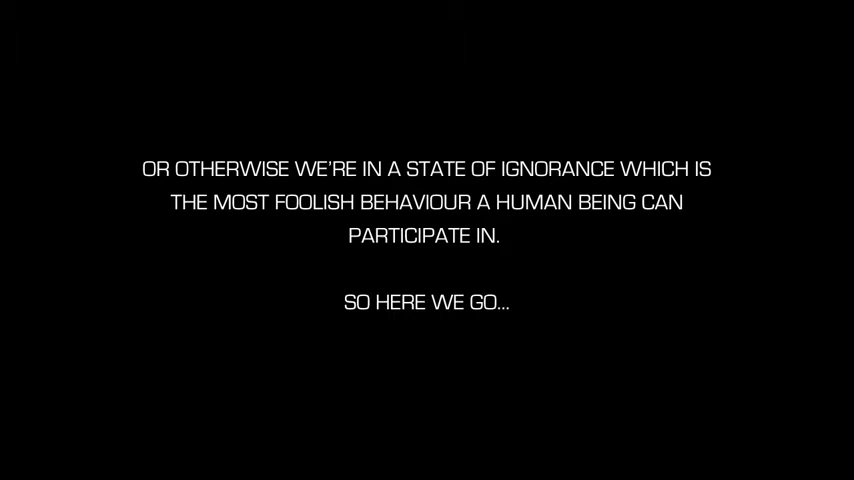 OR OTHERWISE WE'RE IN A STATE OF IGNORANCE WHICH IS
THE MOST FOOLISH BEHAVIOUR A HUMAN BEING CAN
PARTICIPATE IN.
SO HERE WE GO...